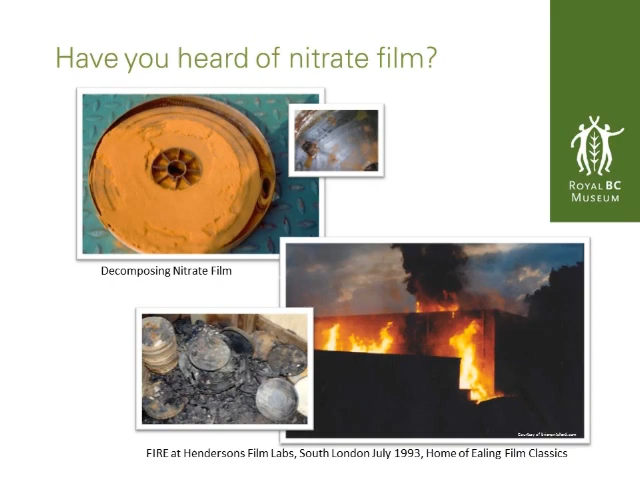 Have you heard of nitrate film?
ROYAL BC
MUSEUM
Decomposing Nitrate Film
FIRE at Hendersons Film Labs, South London July 1993, Home of Ealing Film Classics